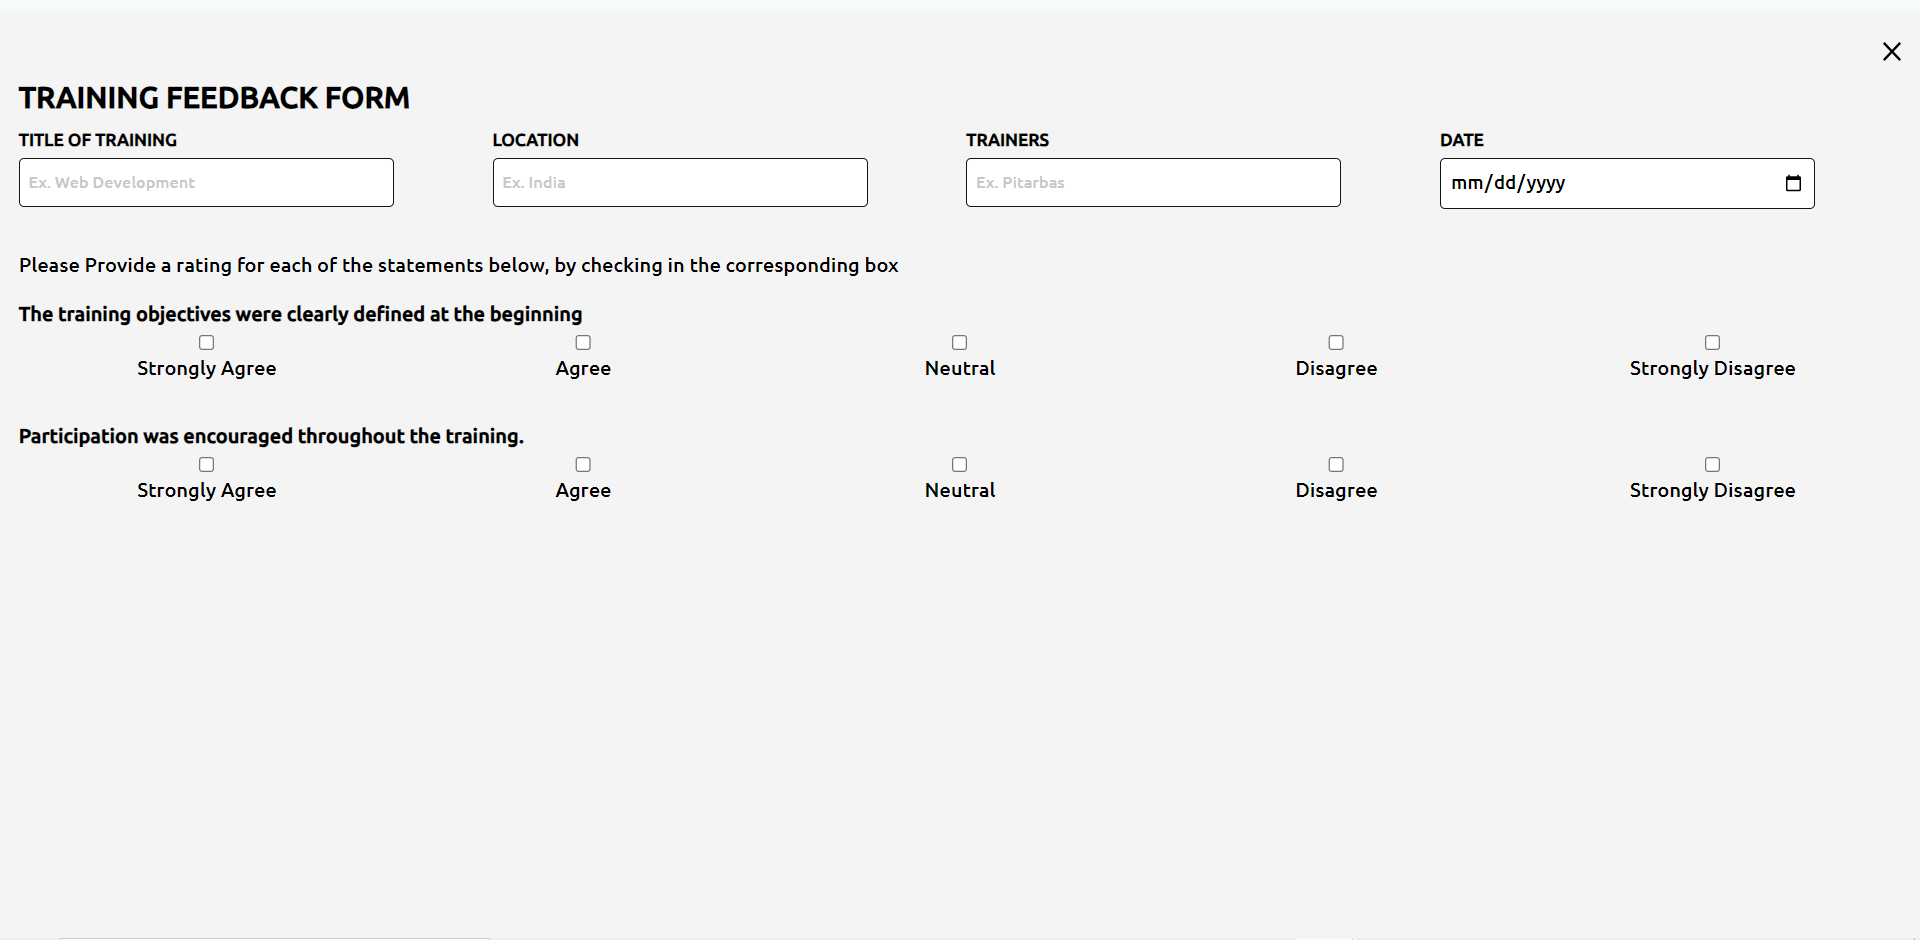 TRAINING FEEDBACK FORM
TITLE OF TRAINING LOCATION TRAINERS DATE
Ex. Web Development Ex. India Ex. Pitarbas mm/dd/yyyy
Please Provide a rating for each of the statements below, by checking in the corresponding box
The training objectives were clearly defined at the beginning
Strongly Agree Agree Neutral Disagree Strongly Disagree
Participation was encouraged throughout the training.
Strongly Agree Agree Neutral Disagree Strongly Disagree